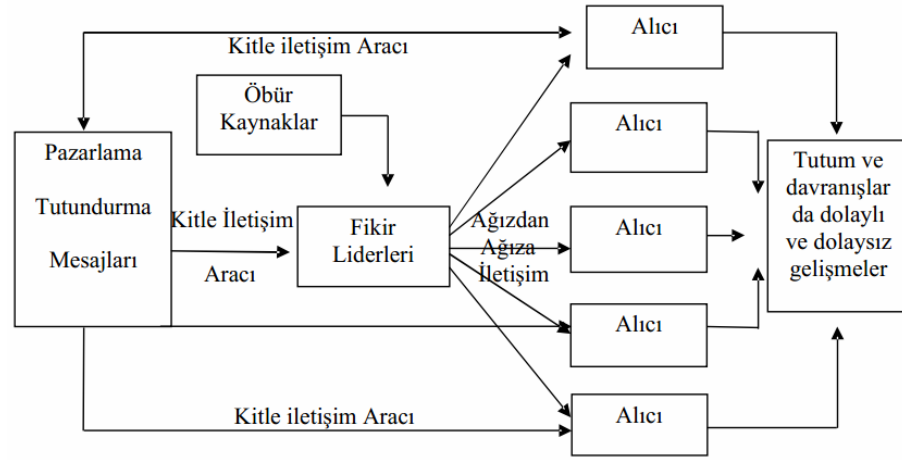 Kitle iletişim Aracı
Alıcı
Öbür
Kaynaklar
Pazarlama
Tutundurma
Mesajları
Kitle İletişim
Aracı
Fikir
Liderleri
Ağızdan
Ağıza
İletişim
Alıcı
Alıcı
Alıcı
Alıcı
Tutum ve
davranışlar
da dolaylı
ve dolaysız
gelişmeler
Kitle iletişim Aracı